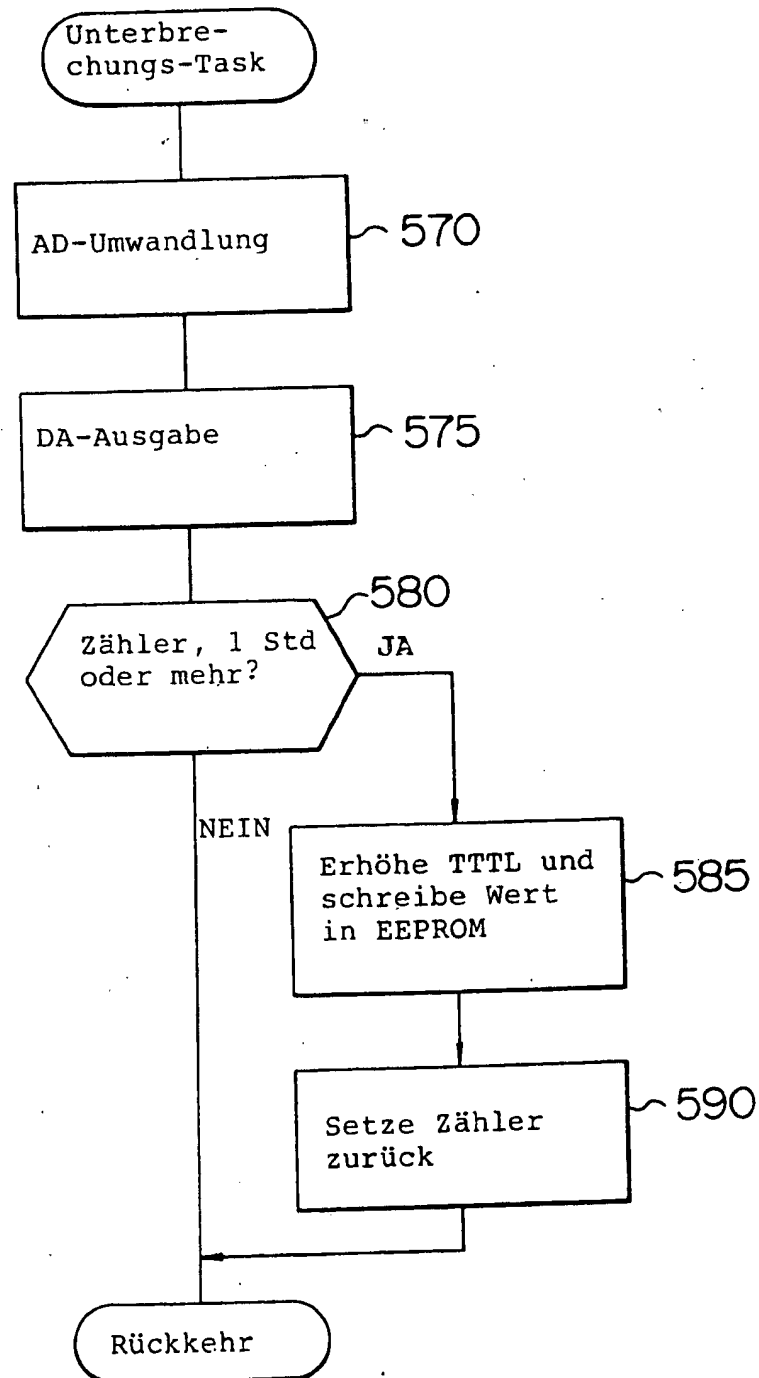 Unterbre-
chungs-Task
AD-Umwandlung
570
DA-Ausgabe
575
580
Zähler, 1 Std
oder mehr?
JA
NEIN
Erhöhe TTTL und
schreibe Wert
in EEPROM
585
Setze Zähler
zurück
590
Rückkehr